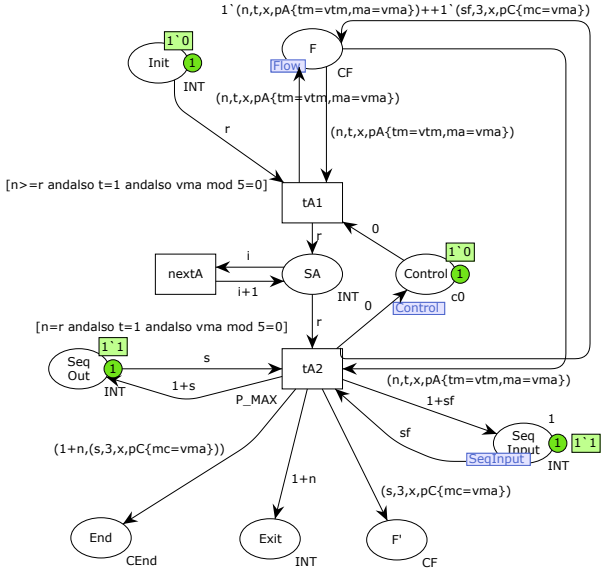 1`(n,t,x,pA{tm=vtm,ma=vma})++1`(sf,3,x,pC{mc=vma})
1`0
Init
1
INT
F
Flow
CF
(n,t,x,pA{tm=vtm,ma=vma})
r
(n,t,x,pA{tm=vtm,ma=vma})
[n>=r andalso t=1 andalso vma mod 5=0]
tA1
r
0
1`0
i
nextA
SA
Control
1
i+1
INT
c0
Control
0
[n=r andalso t=1 andalso vma mod 5=0]
r
1`1
Seq
Out
1
s
tA2
INT
1+s
P_MAX
(n,t,x,pA{tm=vtm,ma=vma})
1+sf
1
sf
Seq
Input
1
1`1
SeqInput
INT
(1+n,(s,3,x,pC{mc=vma}))
1+n
(s,3,x,pC{mc=vma})
End
Exit
F'
CEnd
INT
CF